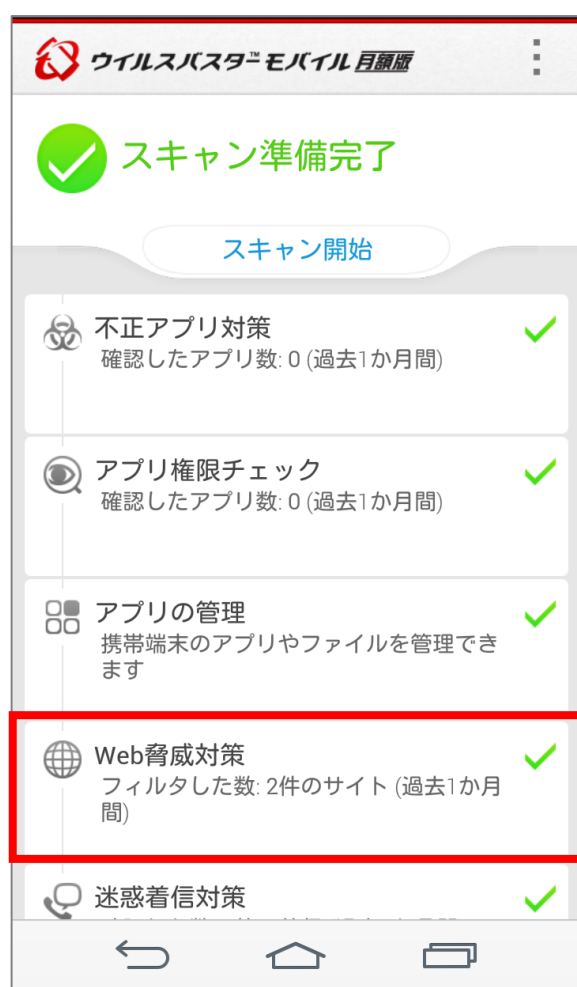 ウイルスバスター™ モバイル 月額版
スキャン準備完了
スキャン開始
不正アプリ対策
確認したアプリ数: 0 (過去1か月間)
アプリ権限チェック
確認したアプリ数: 0 (過去1か月間)
アプリの管理
携帯端末のアプリやファイルを管理でき
ます
Web脅威対策
フィルタした数: 2件のサイト (過去1か月
間)
迷惑着信対策